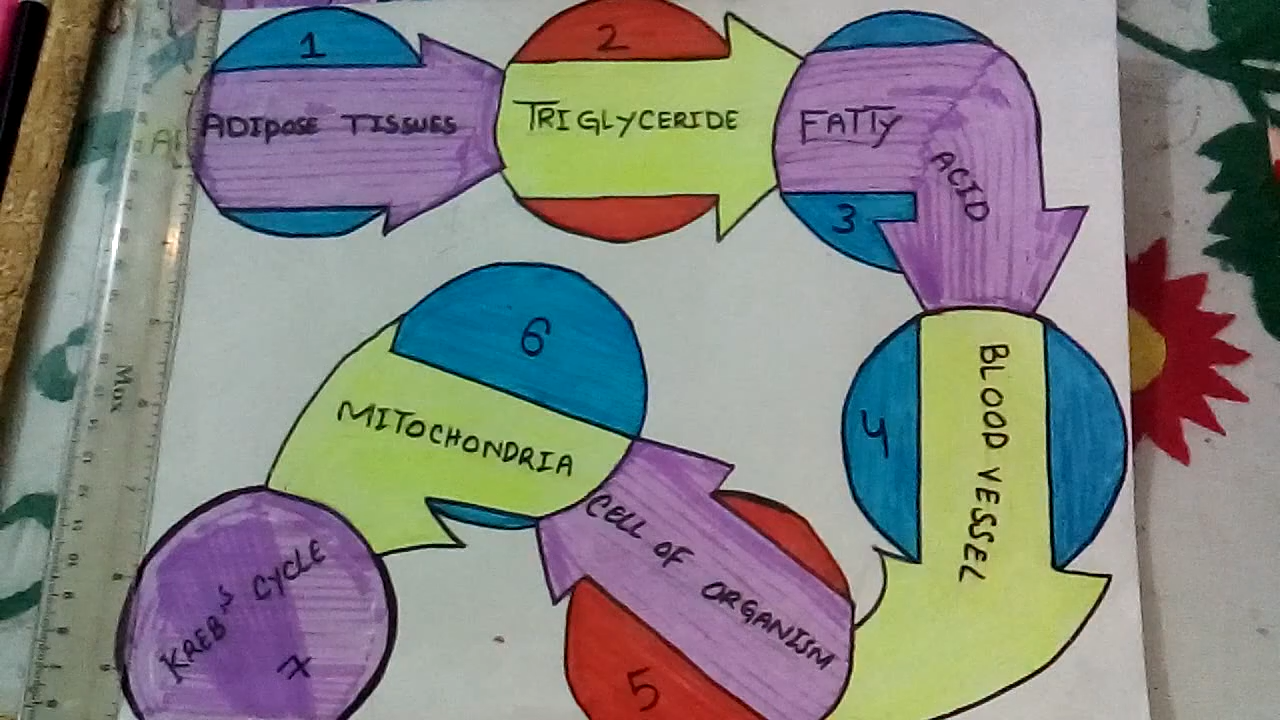 1
ADIPOSE TISSUES
2
TRIGLYCERIDE
FATTY
ACID
3
4
BLOOD VESSEL
5
CELL OF ORGANISM
6
MITOCHONDRIA
KREB'S CYCLE
7